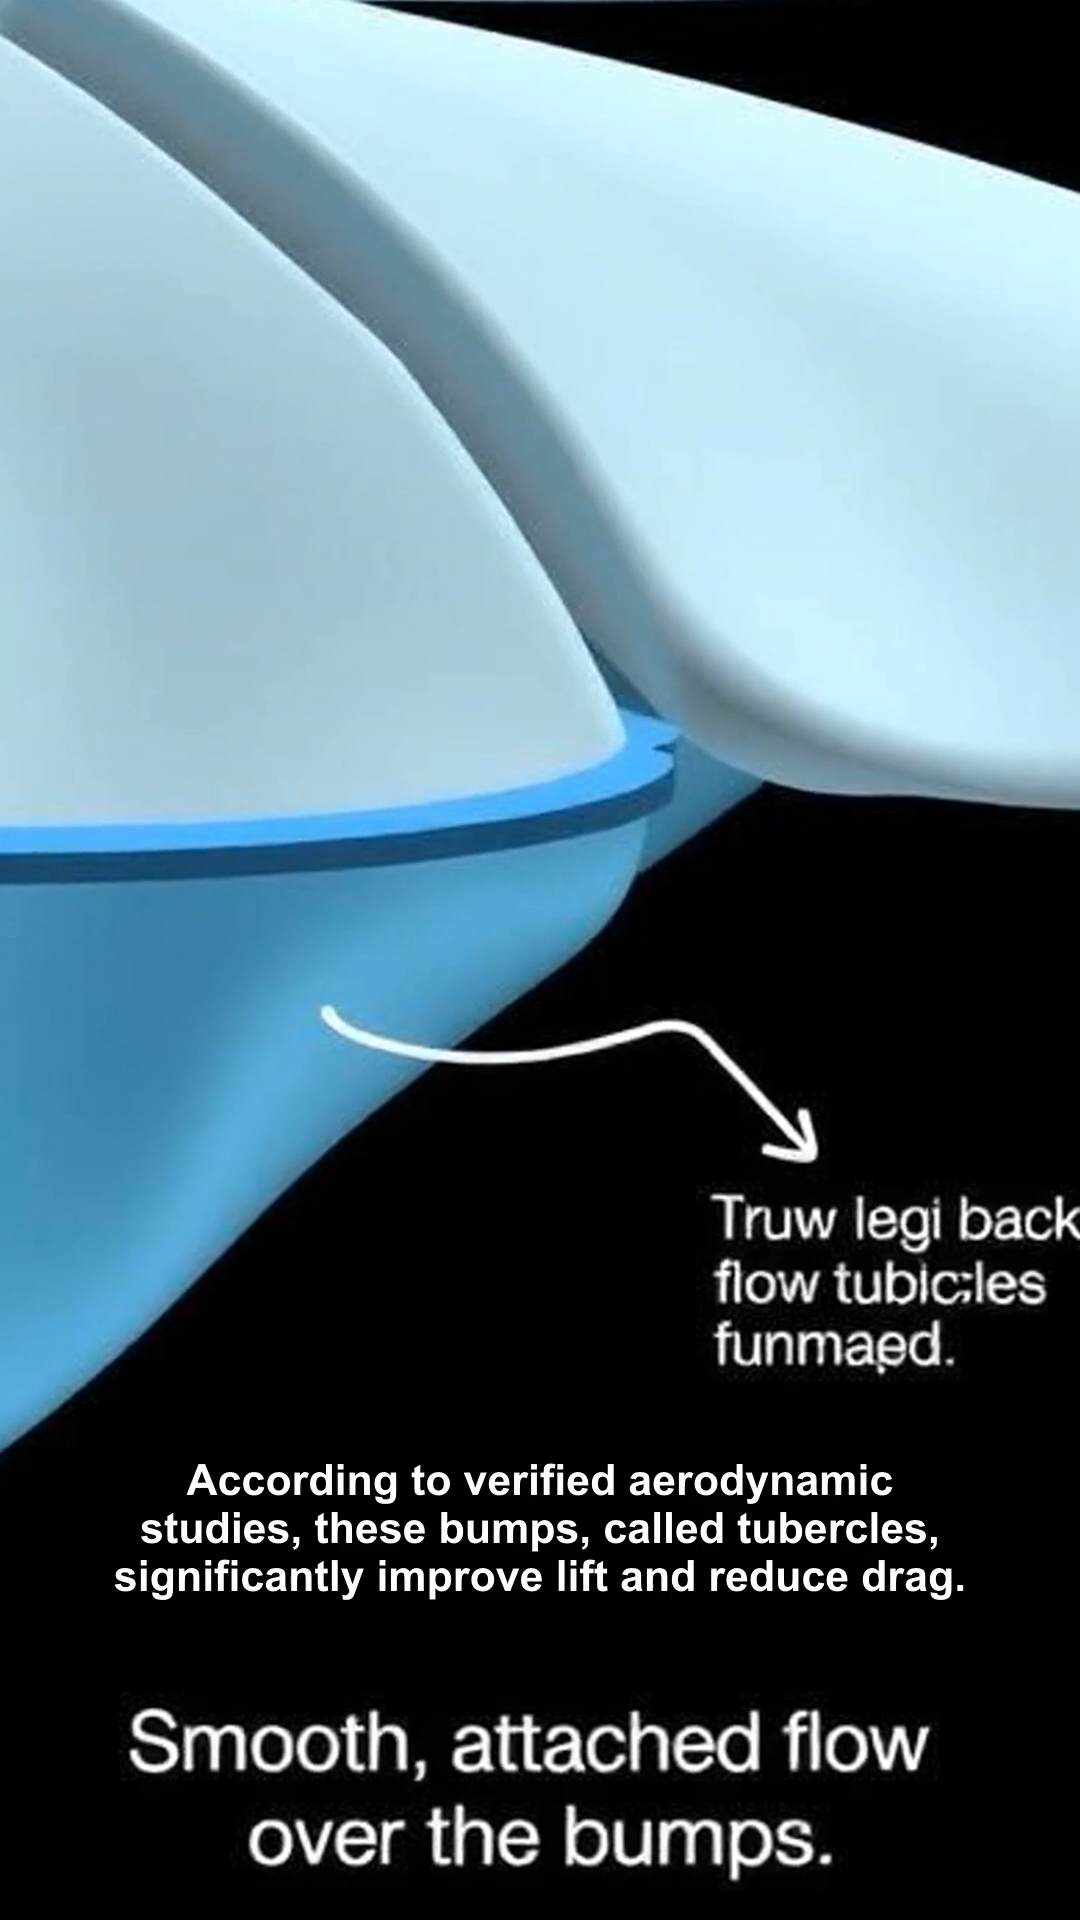 Truw legi back
flow tubic;les
funmaed.
According to verified aerodynamic
studies, these bumps, called tubercles,
significantly improve lift and reduce drag.
Smooth, attached flow
over the bumps.